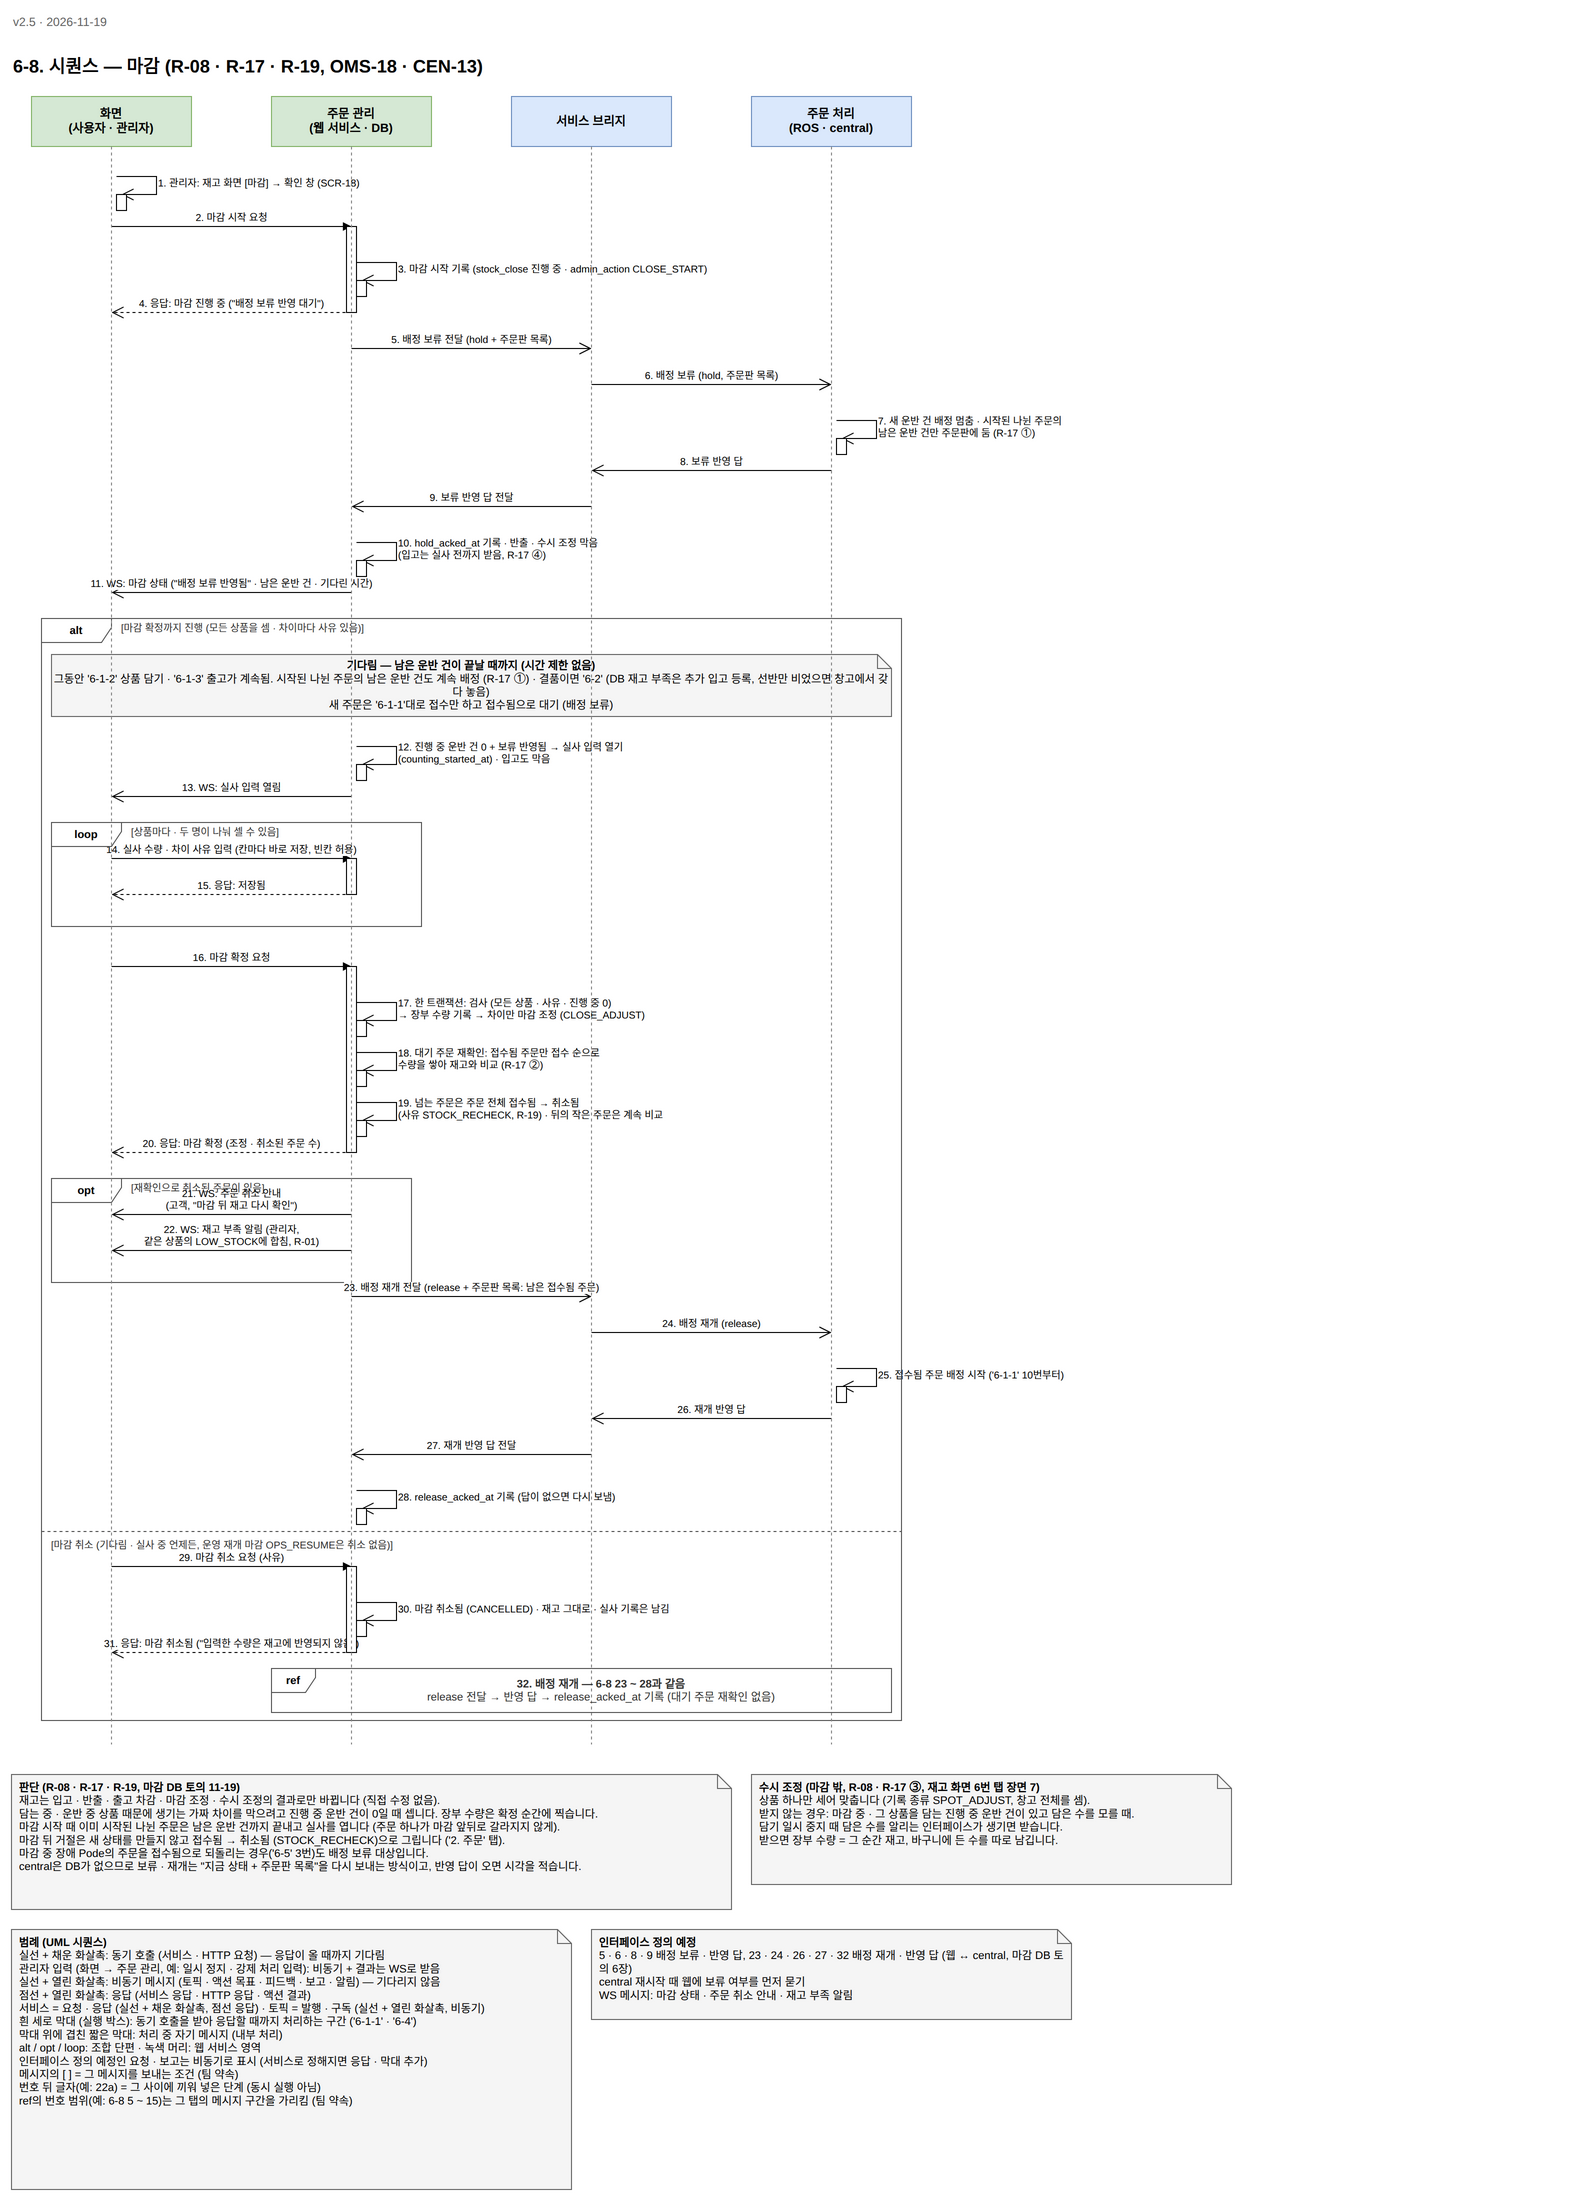 v2.5 · 2026-11-19
6-8. 시퀀스 — 마감 (R-08 · R-17 · R-19, OMS-18 · CEN-13)
화면
(사용자 · 관리자)
주문 관리
(웹 서비스 · DB)
서비스 브리지
주문 처리
(ROS · central)
1. 관리자: 재고 화면 [마감] → 확인 창 (SCR-18)
2. 마감 시작 요청
3. 마감 시작 기록 (stock_close 진행 중 · admin_action CLOSE_START)
4. 응답: 마감 진행 중 ("배정 보류 반영 대기")
5. 배정 보류 전달 (hold + 주문판 목록)
6. 배정 보류 (hold, 주문판 목록)
7. 새 운반 건 배정 멈춤 · 시작된 나뉜 주문의
남은 운반 건만 주문판에 둠 (R-17 ①)
8. 보류 반영 답
9. 보류 반영 답 전달
10. hold_acked_at 기록 · 반출 · 수시 조정 막음
(입고는 실사 전까지 받음, R-17 ④)
11. WS: 마감 상태 ("배정 보류 반영됨" · 남은 운반 건 · 기다린 시간)
alt
[마감 확정까지 진행 (모든 상품을 셈 · 차이마다 사유 있음)]
기다림 — 남은 운반 건이 끝날 때까지 (시간 제한 없음)
그동안 '6-1-2' 상품 담기 · '6-1-3' 출고가 계속됨. 시작된 나뉜 주문의 남은 운반 건도 계속 배정 (R-17 ①) · 결품이면 '6-2' (DB 재고 부족은 추가 입고 등록, 선반만 비었으면 창고에서 갖
다 놓음)
새 주문은 '6-1-1'대로 접수만 하고 접수됨으로 대기 (배정 보류)
12. 진행 중 운반 건 0 + 보류 반영됨 → 실사 입력 열기
(counting_started_at) · 입고도 막음
13. WS: 실사 입력 열림
loop
[상품마다 · 두 명이 나눠 셀 수 있음]
14. 실사 수량 · 차이 사유 입력 (칸마다 바로 저장, 빈칸 허용)
15. 응답: 저장됨
16. 마감 확정 요청
17. 한 트랜잭션: 검사 (모든 상품 · 사유 · 진행 중 0)
→ 장부 수량 기록 → 차이만 마감 조정 (CLOSE_ADJUST)
18. 대기 주문 재확인: 접수됨 주문만 접수 순으로
수량을 쌓아 재고와 비교 (R-17 ②)
19. 넘는 주문은 주문 전체 접수됨 → 취소됨
(사유 STOCK_RECHECK, R-19) · 뒤의 작은 주문은 계속 비교
20. 응답: 마감 확정 (조정 · 취소된 주문 수)
opt
[재확인으로 취소된 주문이 있음]
21. WS: 주문 취소 안내
(고객, "마감 뒤 재고 다시 확인")
22. WS: 재고 부족 알림 (관리자,
같은 상품의 LOW_STOCK에 합침, R-01)
23. 배정 재개 전달 (release + 주문판 목록: 남은 접수됨 주문)
24. 배정 재개 (release)
25. 접수됨 주문 배정 시작 ('6-1-1' 10번부터)
26. 재개 반영 답
27. 재개 반영 답 전달
28. release_acked_at 기록 (답이 없으면 다시 보냄)
[마감 취소 (기다림 · 실사 중 언제든, 운영 재개 마감 OPS_RESUME은 취소 없음)]
29. 마감 취소 요청 (사유)
30. 마감 취소됨 (CANCELLED) · 재고 그대로 · 실사 기록은 남김
31. 응답: 마감 취소됨 ("입력한 수량은 재고에 반영되지 않음")
ref
32. 배정 재개 — 6-8 23 ~ 28과 같음
release 전달 → 반영 답 → release_acked_at 기록 (대기 주문 재확인 없음)
판단 (R-08 · R-17 · R-19, 마감 DB 토의 11-19)
재고는 입고 · 반출 · 출고 차감 · 마감 조정 · 수시 조정의 결과로만 바뀝니다 (직접 수정 없음).
담는 중 · 운반 중 상품 때문에 생기는 가짜 차이를 막으려고 진행 중 운반 건이 0일 때 셉니다. 장부 수량은 확정 순간에 찍습니다.
마감 시작 때 이미 시작된 나뉜 주문은 남은 운반 건까지 끝내고 실사를 엽니다 (주문 하나가 마감 앞뒤로 갈라지지 않게).
마감 뒤 거절은 새 상태를 만들지 않고 접수됨 → 취소됨 (STOCK_RECHECK)으로 그립니다 ('2. 주문' 탭).
마감 중 장애 Pode의 주문을 접수됨으로 되돌리는 경우('6-5' 3번)도 배정 보류 대상입니다.
central은 DB가 없으므로 보류 · 재개는 "지금 상태 + 주문판 목록"을 다시 보내는 방식이고, 반영 답이 오면 시각을 적습니다.
수시 조정 (마감 밖, R-08 · R-17 ③, 재고 화면 6번 탭 장면 7)
상품 하나만 세어 맞춥니다 (기록 종류 SPOT_ADJUST, 창고 전체를 셈).
받지 않는 경우: 마감 중 · 그 상품을 담는 진행 중 운반 건이 있고 담은 수를 모를 때.
담기 일시 중지 때 담은 수를 알리는 인터페이스가 생기면 받습니다.
받으면 장부 수량 = 그 순간 재고, 바구니에 든 수를 따로 남깁니다.
범례 (UML 시퀀스)
실선 + 채운 화살촉: 동기 호출 (서비스 · HTTP 요청) — 응답이 올 때까지 기다림
관리자 입력 (화면 → 주문 관리, 예: 일시 정지 · 강제 처리 입력): 비동기 + 결과는 WS로 받음
실선 + 열린 화살촉: 비동기 메시지 (토픽 · 액션 목표 · 피드백 · 보고 · 알림) — 기다리지 않음
점선 + 열린 화살촉: 응답 (서비스 응답 · HTTP 응답 · 액션 결과)
서비스 = 요청 · 응답 (실선 + 채운 화살촉, 점선 응답) · 토픽 = 발행 · 구독 (실선 + 열린 화살촉, 비동기)
흰 세로 막대 (실행 박스): 동기 호출을 받아 응답할 때까지 처리하는 구간 ('6-1-1' · '6-4')
막대 위에 겹친 짧은 막대: 처리 중 자기 메시지 (내부 처리)
alt / opt / loop: 조합 단편 · 녹색 머리: 웹 서비스 영역
인터페이스 정의 예정인 요청 · 보고는 비동기로 표시 (서비스로 정해지면 응답 · 막대 추가)
메시지의 [ ] = 그 메시지를 보내는 조건 (팀 약속)
번호 뒤 글자(예: 22a) = 그 사이에 끼워 넣은 단계 (동시 실행 아님)
ref의 번호 범위(예: 6-8 5 ~ 15)는 그 탭의 메시지 구간을 가리킴 (팀 약속)
인터페이스 정의 예정
5 · 6 · 8 · 9 배정 보류 · 반영 답, 23 · 24 · 26 · 27 · 32 배정 재개 · 반영 답 (웹 ↔ central, 마감 DB 토
의 6장)
central 재시작 때 웹에 보류 여부를 먼저 묻기
WS 메시지: 마감 상태 · 주문 취소 안내 · 재고 부족 알림